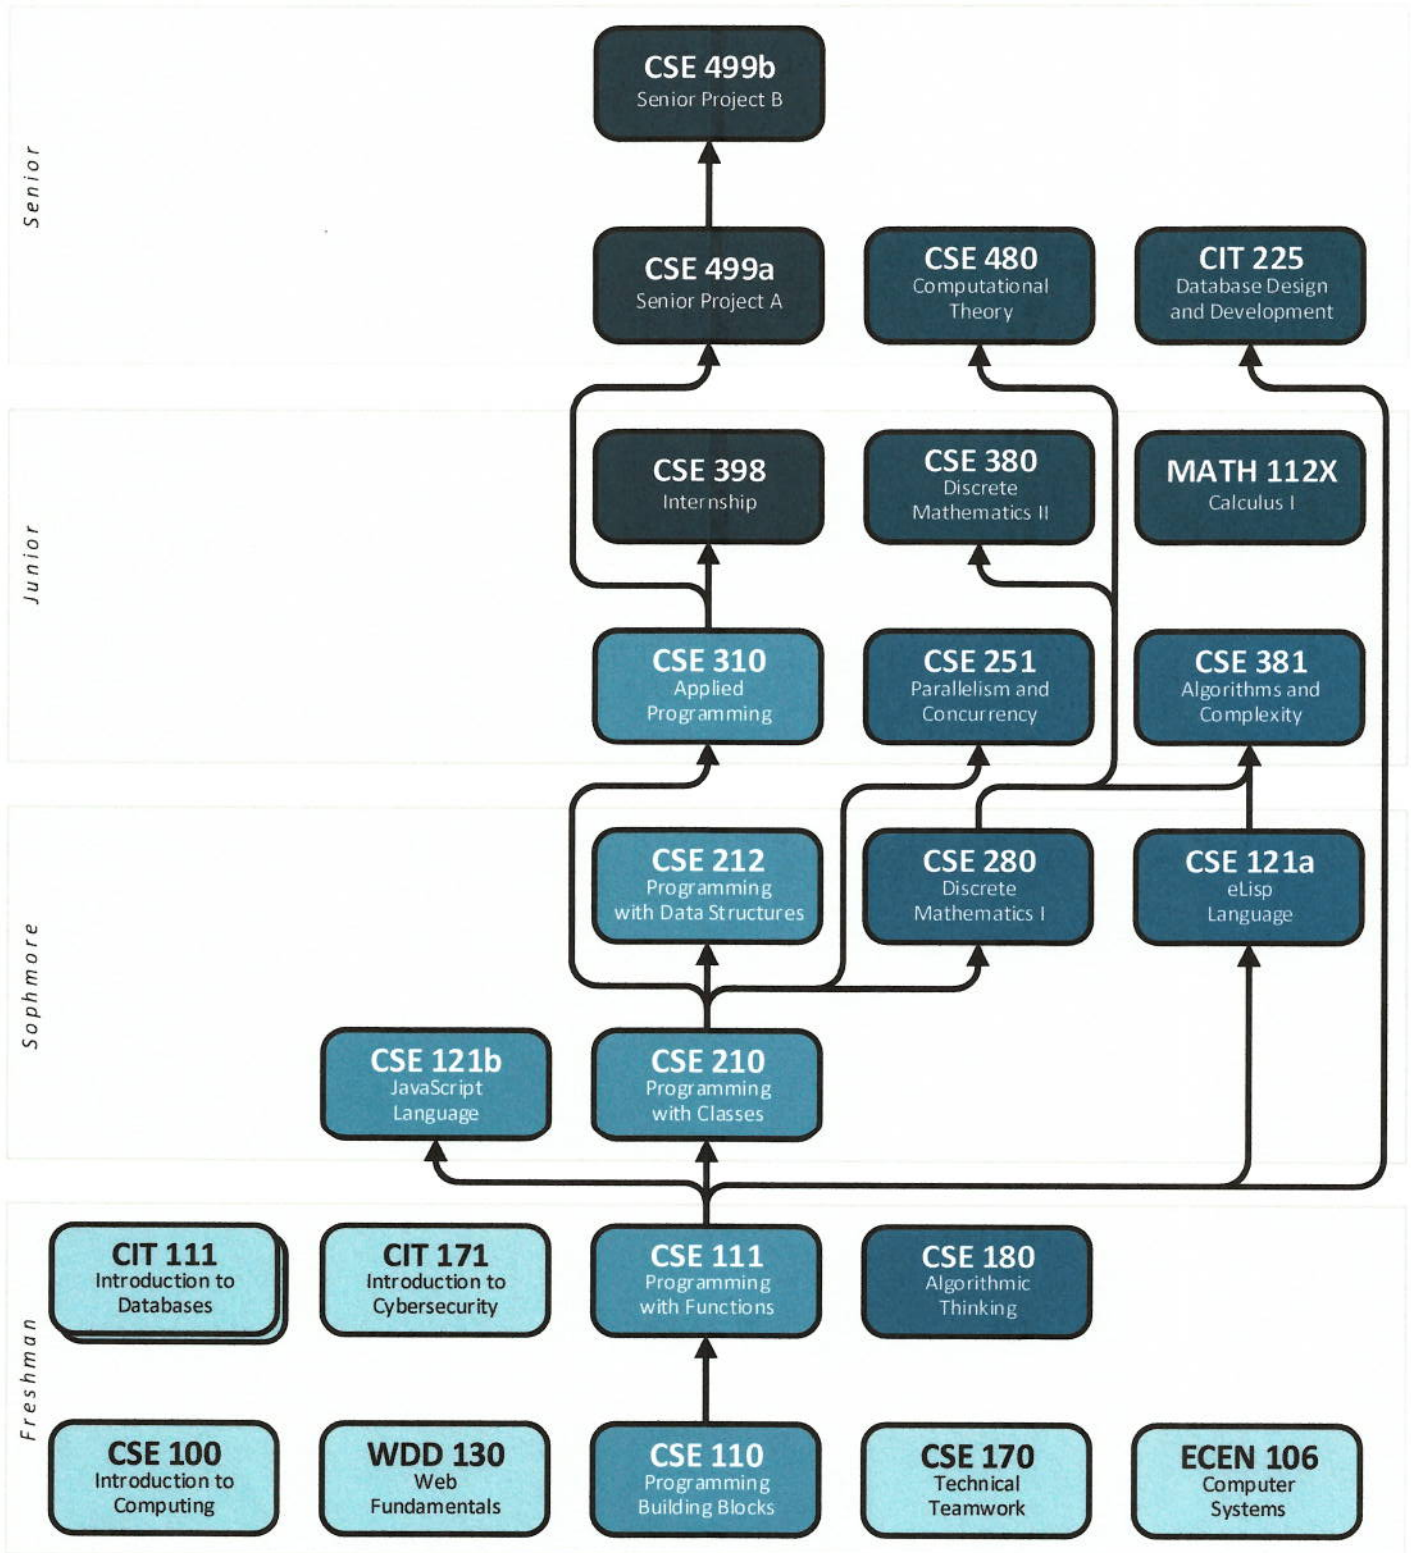 CSE 499b
Senior Project B
Senior
CSE 499a
Senior Project A
CSE 480
Computational
Theory
CIT 225
Database Design
and Development
Junior
CSE 398
Internship
CSE 380
Discrete
Mathematics II
MATH 112X
Calculus I
CSE 310
Applied
Programming
CSE 251
Parallelism and
Concurrency
CSE 381
Algorithms and
Complexity
Sophmore
CSE 212
Programming
with Data Structures
CSE 280
Discrete
Mathematics I
CSE 121a
eLisp
Language
CSE 121b
JavaScript
Language
CSE 210
Programming
with Classes
Freshman
CIT 111
Introduction to
Databases
CIT 171
Introduction to
Cybersecurity
CSE 111
Programming
with Functions
CSE 180
Algorithmic
Thinking
CSE 100
Introduction to
Computing
WDD 130
Web
Fundamentals
CSE 110
Programming
Building Blocks
CSE 170
Technical
Teamwork
ECEN 106
Computer
Systems